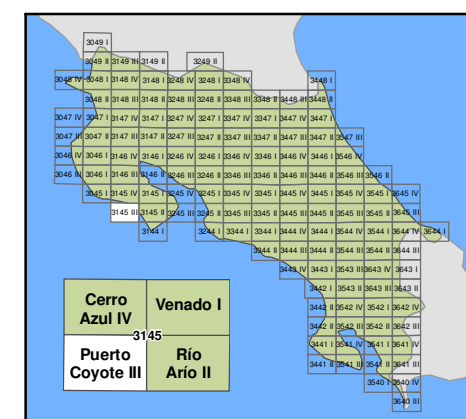 3049 I
3049 II 3149 III 3149 II 3249 II
3048 IV 3048 I 3148 IV 3148 I 3248 IV 3248 I 3348 IV 3448 I
3048 II 3148 III 3148 II 3248 III 3248 II 3348 III 3348 II 3448 III 3448 II
3047 IV 3047 I 3147 IV 3147 I 3247 IV 3247 I 3347 IV 3347 I 3447 IV 3447 I
3047 III 3047 II 3147 III 3147 II 3247 III 3247 II 3347 III 3347 II 3447 III 3447 II 3547 III
3046 IV 3046 I 3146 IV 3146 I 3246 IV 3246 I 3346 IV 3346 I 3446 IV 3446 I 3546 IV
3046 III 3046 II 3146 III 3146 II 3246 III 3246 II 3346 III 3346 II 3446 III 3446 II 3546 III 3546 II
3045 I 3145 IV 3145 I 3245 IV 3245 I 3345 IV 3345 I 3445 IV 3445 I 3545 IV 3545 I 3645 IV
3145 III 3145 II 3245 III 3245 II 3345 III 3345 II 3445 III 3445 II 3545 III 3545 II 3645 III
3144 I 3244 I 3344 IV 3344 I 3444 IV 3444 I 3544 IV 3544 I 3644 IV 3644 I
3344 II 3444 III 3444 II 3544 III 3544 II 3644 III
3443 IV 3443 I 3543 IV 3543 I 3643 IV 3643 I
3443 II 3543 III 3543 II 3643 III 3643 II
3442 I 3542 IV 3542 I 3642 IV
3442 II 3542 III 3542 II 3642 III
3441 I 3541 IV 3541 I 3641 IV
3441 II 3541 III 3541 II 3641 III
3540 I 3640 IV
3640 III
Cerro
Azul IV
Venado I
3145
Puerto
Coyote III
Río
Arío II